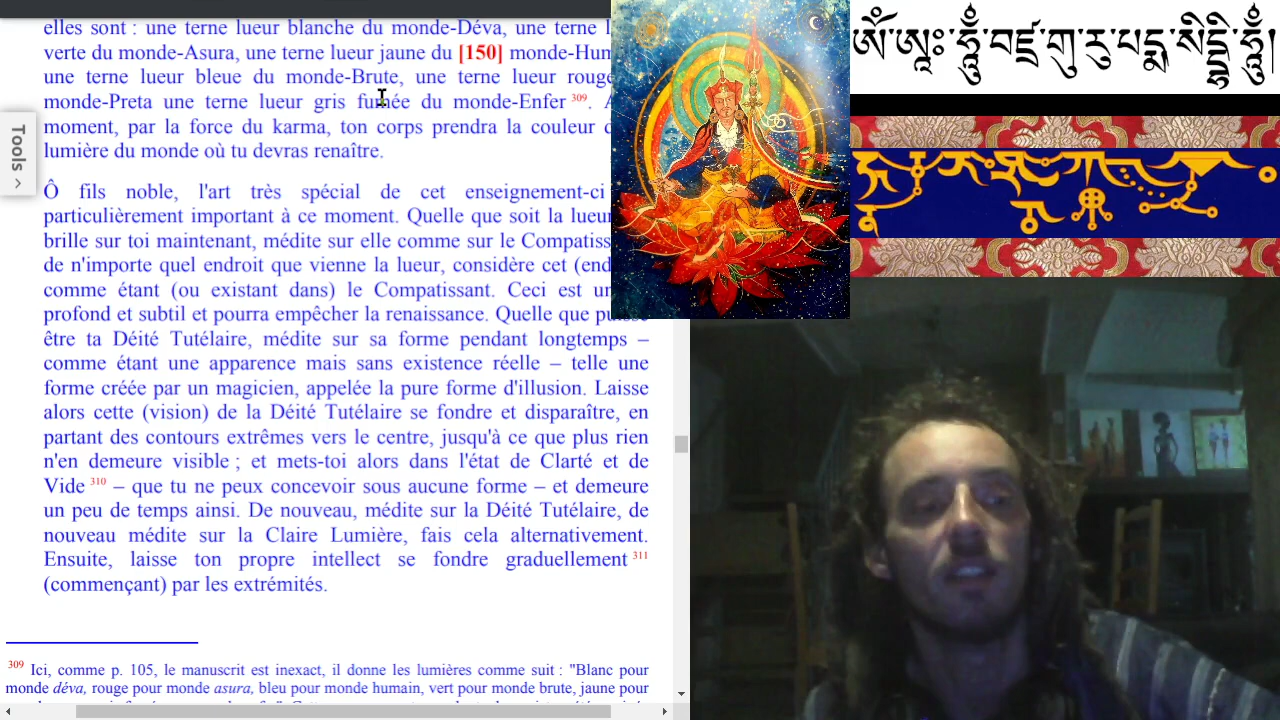 elles sont : une terne lueur blanche du monde-Déva, une terne l
verte du monde-Asura, une terne lueur jaune du [150] monde-Hum
une terne lueur bleue du monde-Brute, une terne lueur rouge
monde-Preta une terne lueur gris fumée du monde-Enfer 309. A
moment, par la force du karma, ton corps prendra la couleur d
lumière du monde où tu devras renaître.
Ô fils noble, l'art très spécial de cet enseignement-ci
particulièrement important à ce moment. Quelle que soit la lueur
brille sur toi maintenant, médite sur elle comme sur le Compatiss
de n'importe quel endroit que vienne la lueur, considère cet (end
comme étant (ou existant dans) le Compatissant. Ceci est un
profond et subtil et pourra empêcher la renaissance. Quelle que puisse
être ta Déité Tutélaire, médite sur sa forme pendant longtemps –
comme étant une apparence mais sans existence réelle – telle une
forme créée par un magicien, appelée la pure forme d'illusion. Laisse
alors cette (vision) de la Déité Tutélaire se fondre et disparaître, en
partant des contours extrêmes vers le centre, jusqu'à ce que plus rien
n'en demeure visible ; et mets-toi alors dans l'état de Clarté et de
Vide 310 – que tu ne peux concevoir sous aucune forme – et demeure
un peu de temps ainsi. De nouveau, médite sur la Déité Tutélaire, de
nouveau médite sur la Claire Lumière, fais cela alternativement.
Ensuite, laisse ton propre intellect se fondre graduellement 311
(commençant) par les extrémités.
309 Ici, comme p. 105, le manuscrit est inexact, il donne les lumières comme suit : "Blanc pour
monde déva, rouge pour monde asura, bleu pour monde humain, vert pour monde brute, jaune pour
Tools >
ༀ་ཨཱཿ་ཧཱུྃ་བཛྲ་གུ་རུ་པདྨ་སིདྡྷི་ཧཱུྃ།